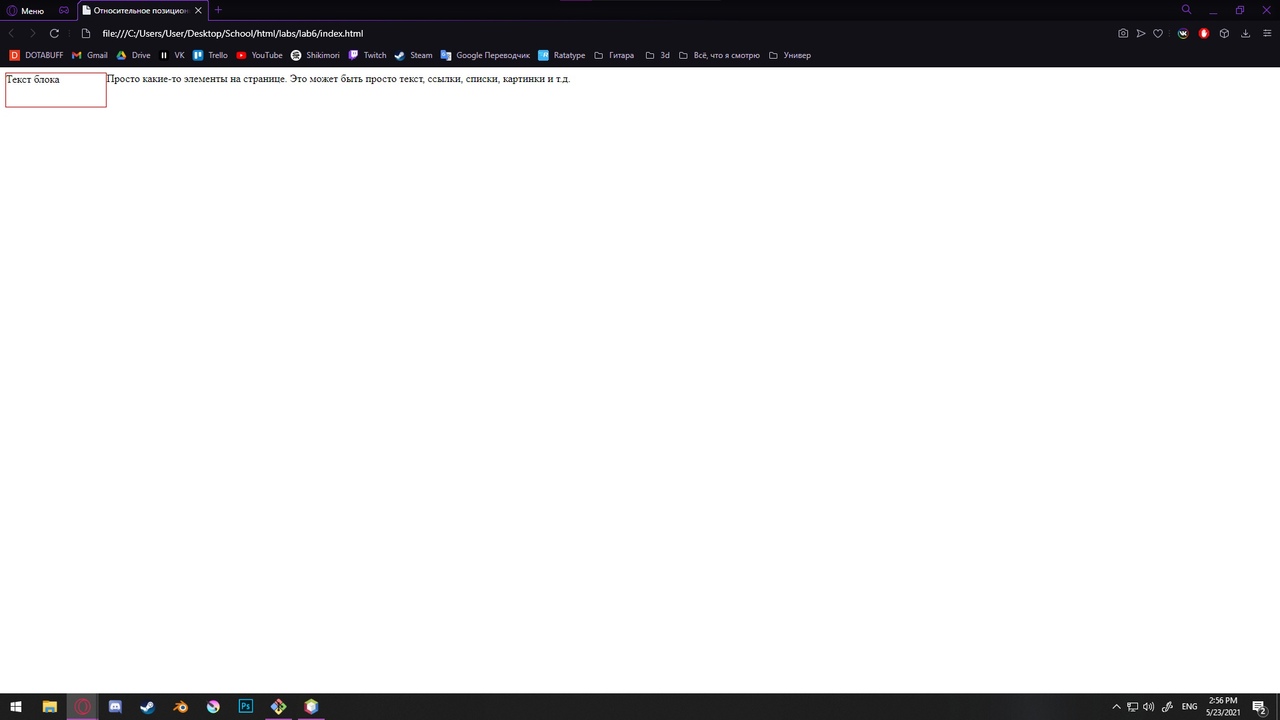 Меню
Относительное позицион
file:///C:/Users/User/Desktop/School/html/labs/lab6/index.html
DOTABUFF Gmail Drive VK Trello YouTube Shikimori Twitch Steam Google Переводчик Ratatype Гитара 3d Всё, что я смотрю Универ
Текст блока Просто какие-то элементы на странице. Это может быть просто текст, ссылки, списки, картинки и т.д.
Ps
ENG
2:56 PM
5/23/2021
2